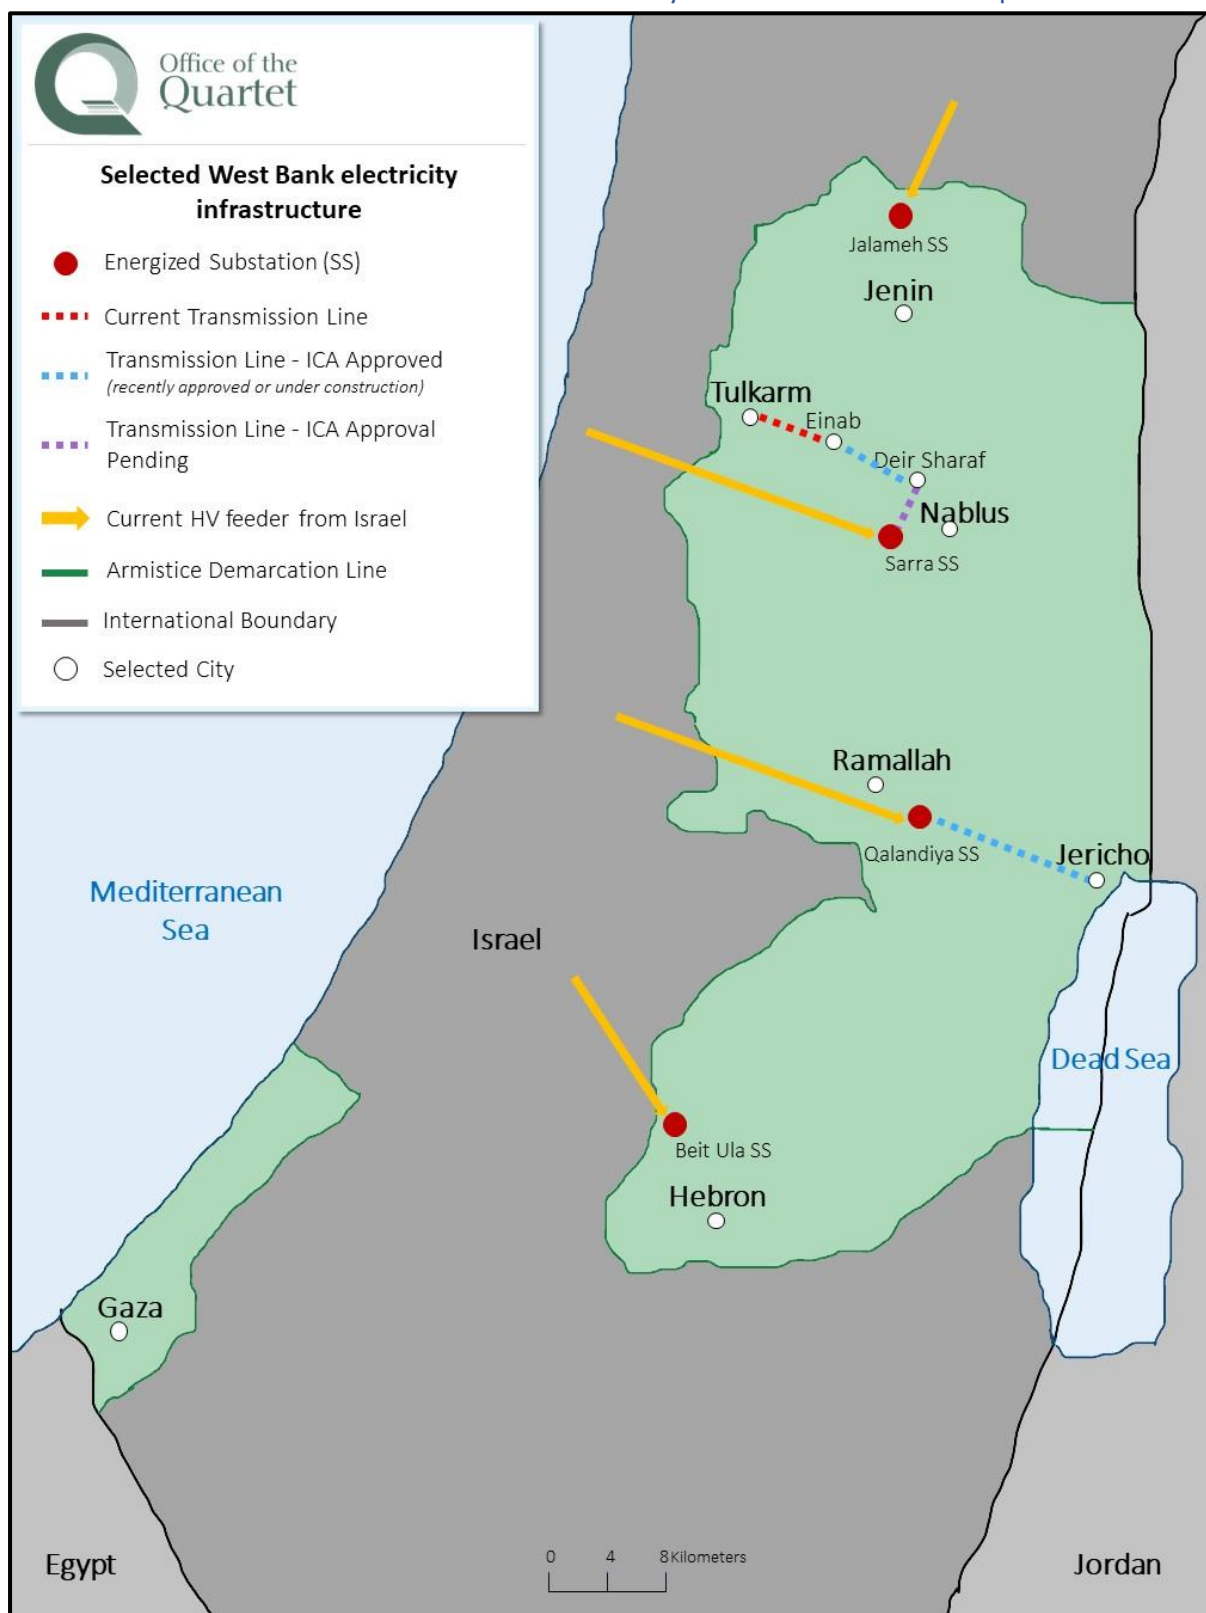 Office of the
Quartet
Selected West Bank electricity
infrastructure
Energized Substation (SS)
Current Transmission Line
Transmission Line - ICA Approved
(recently approved or under construction)
Transmission Line - ICA Approval
Pending
Current HV feeder from Israel
Armistice Demarcation Line
International Boundary
Selected City
Jalameh SS
Jenin
Tulkarm
Einab
Deir Sharaf
Nablus
Sarra SS
Ramallah
Qalandiya SS
Jericho
Mediterranean
Sea
Israel
Dead Sea
Beit Ula SS
Hebron
Gaza
Egypt
0 4 8 Kilometers
Jordan